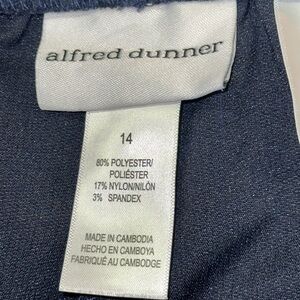 alfred dunner
14
80% POLYESTER/
POLIÉSTER
17% NYLON/NILÓN
3% SPANDEX
MADE IN CAMBODIA
HECHO EN CAMBOYA
FABRIQUÉ AU CAMBODGE